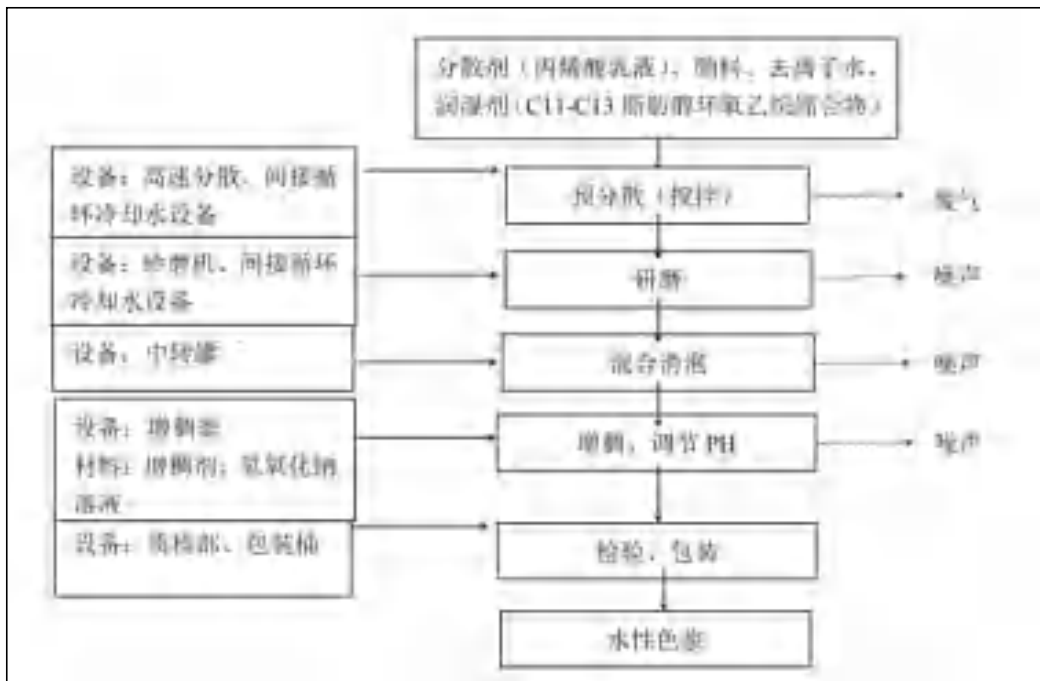 分散剂（丙烯酸乳液）、颜料、去离子水、
润湿剂（C11-C13 脂肪醇环氧乙烷缩合物）
设备：高速分散、间接循
环冷却水设备
预分散（搅拌）
废气
设备：砂磨机、间接循环
冷却水设备
研磨
噪声
设备：中转罐
混合消泡
噪声
设备：增稠釜
材料：增稠剂；氢氧化钠
溶液
增稠，调节 PH
噪声
设备：质检部、包装桶
检验、包装
水性色浆